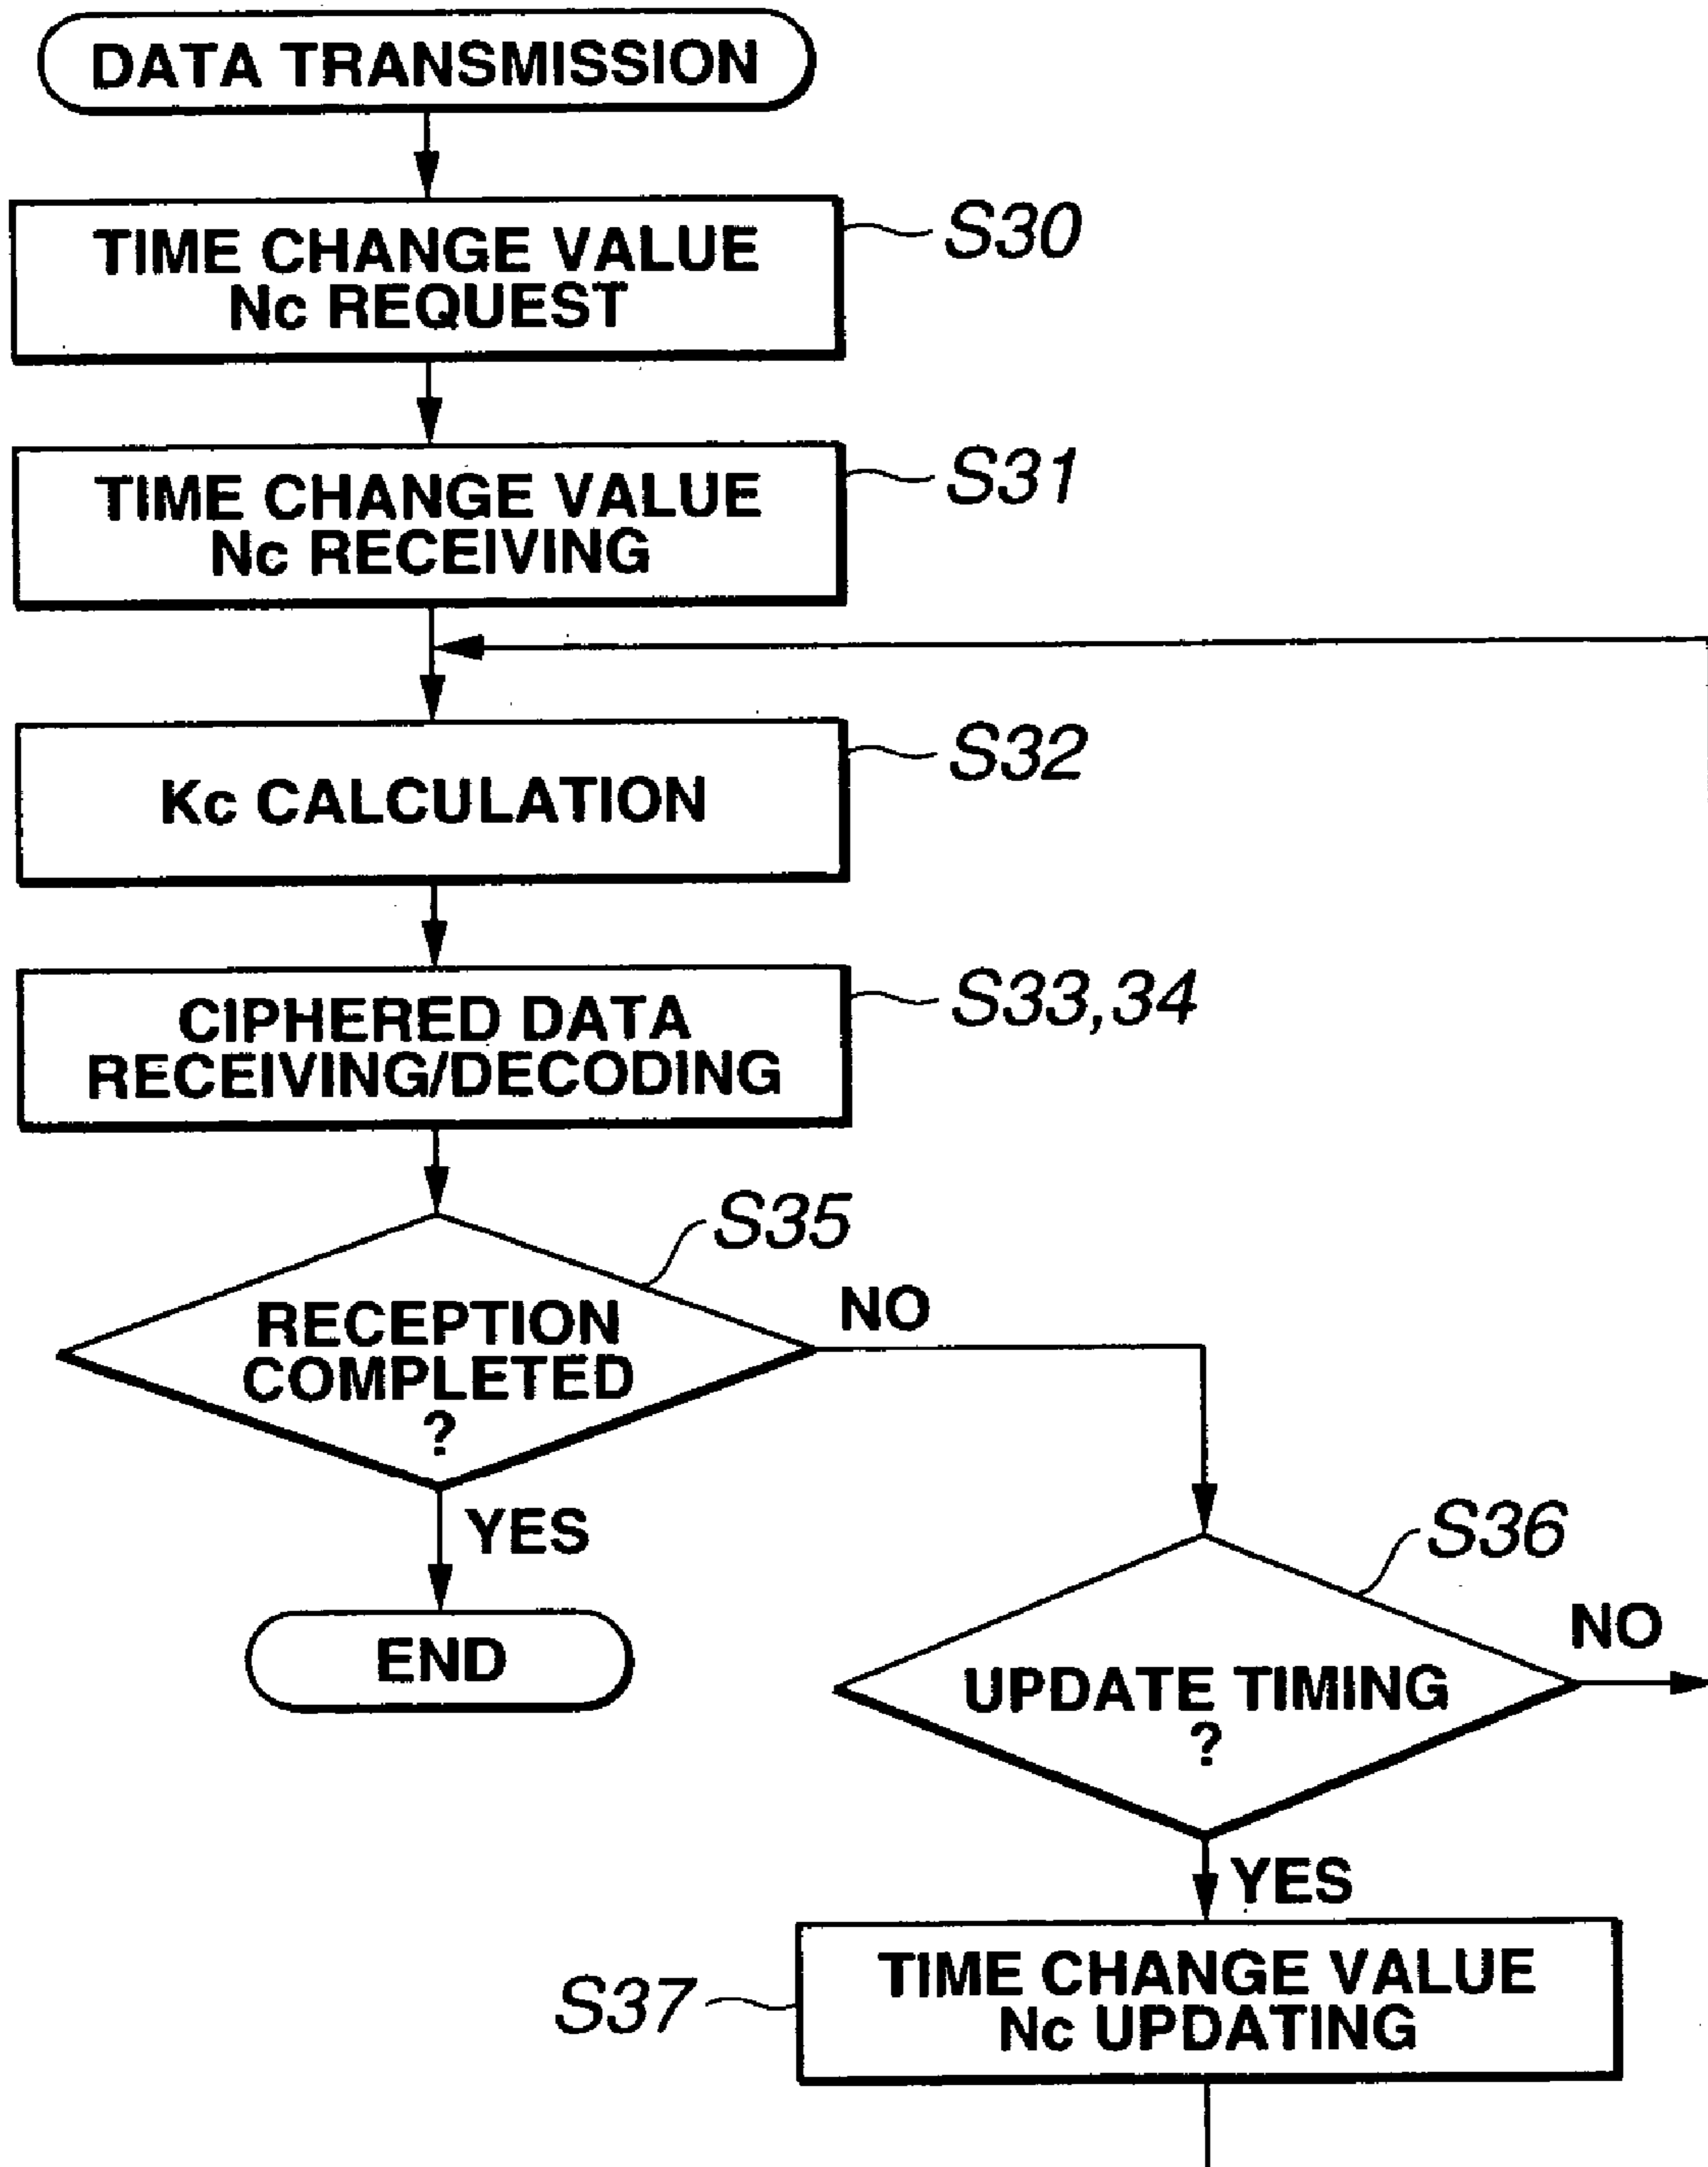 DATA TRANSMISSION
TIME CHANGE VALUE
Nc REQUEST
S30
TIME CHANGE VALUE
Nc RECEIVING
S31
Kc CALCULATION
S32
CIPHERED DATA
RECEIVING/DECODING
S33,34
RECEPTION
COMPLETED
?
S35
NO
YES
END
UPDATE TIMING
?
S36
NO
YES
TIME CHANGE VALUE
Nc UPDATING
S37